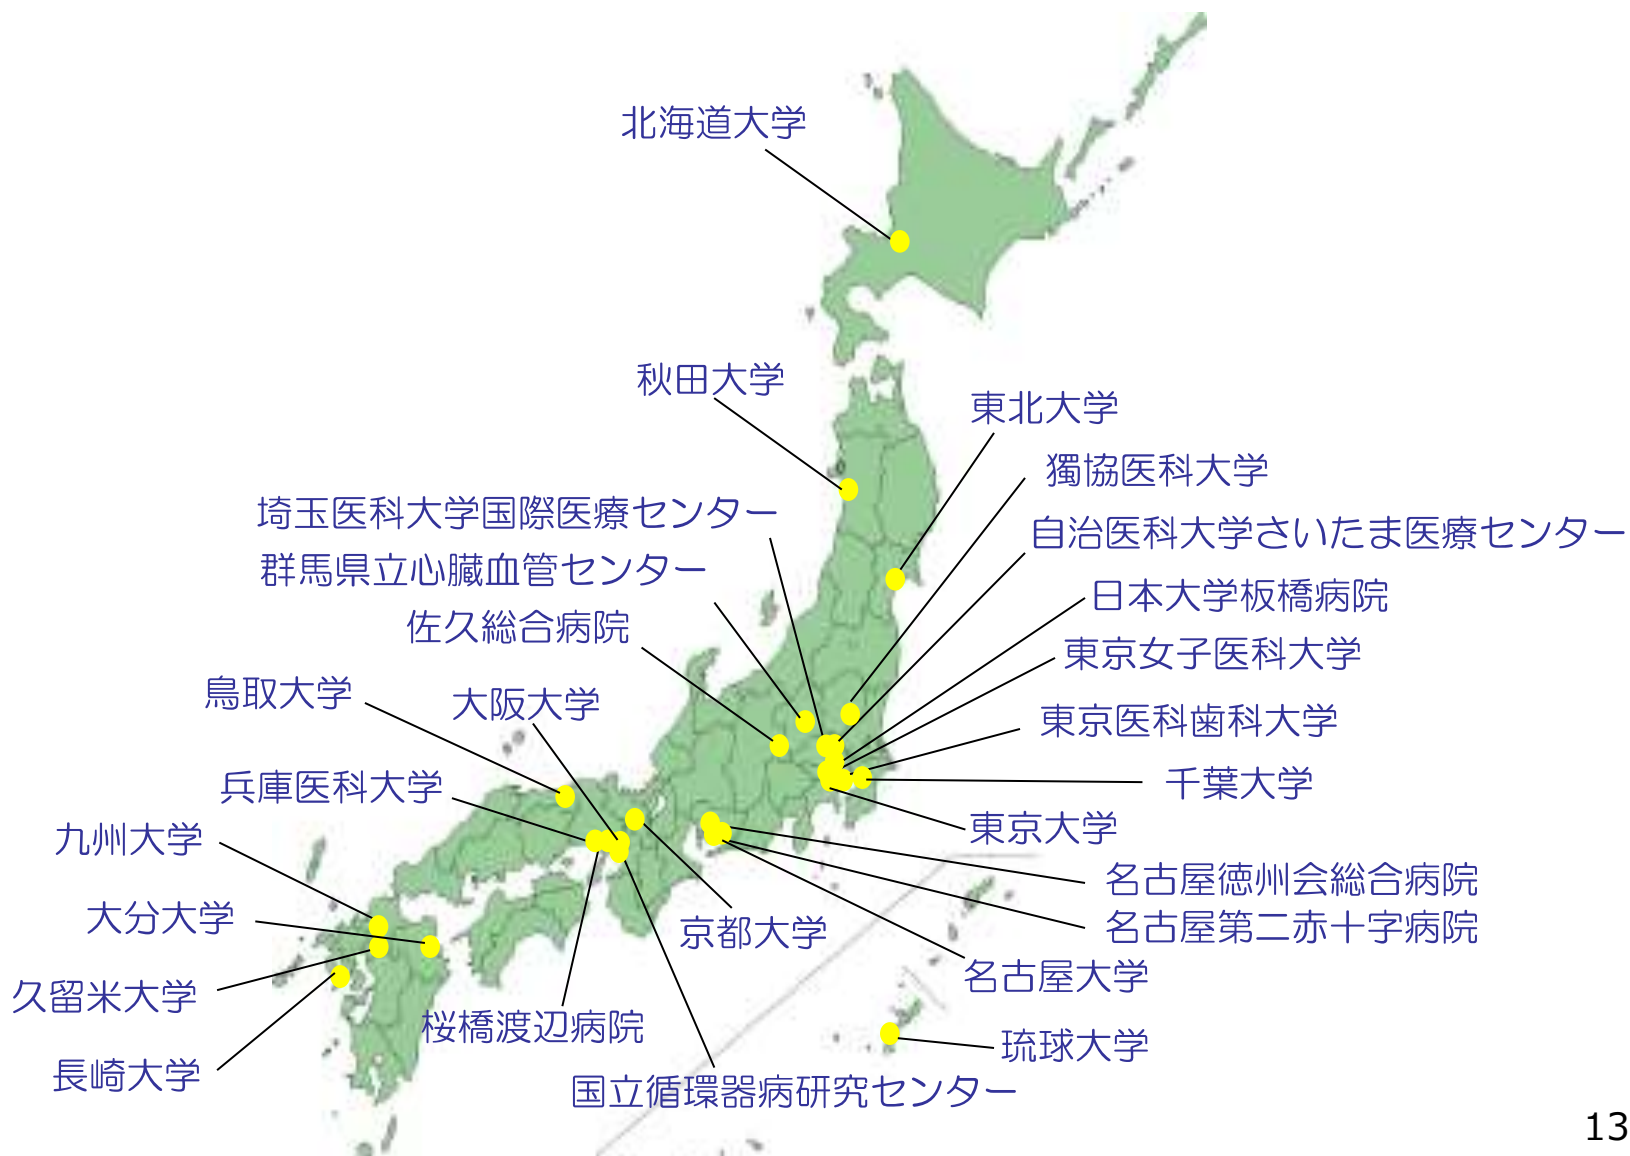 北海道大学
秋田大学
東北大学
獨協医科大学
埼玉医科大学国際医療センター
自治医科大学さいたま医療センター
群馬県立心臓血管センター
日本大学板橋病院
佐久総合病院
東京女子医科大学
鳥取大学
大阪大学
東京医科歯科大学
兵庫医科大学
千葉大学
九州大学
東京大学
名古屋徳州会総合病院
大分大学
京都大学
名古屋第二赤十字病院
久留米大学
名古屋大学
桜橋渡辺病院
琉球大学
長崎大学
国立循環器病研究センター
13